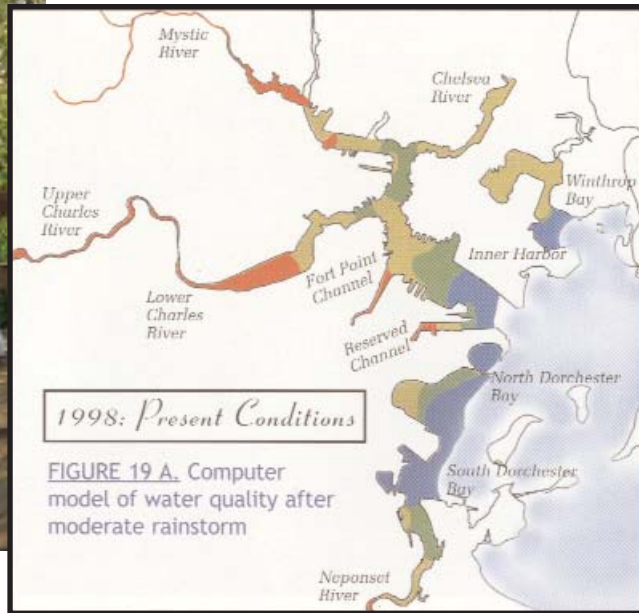 Mystic
River
Chelsea
River
Upper
Charles
River
Winthrop
Bay
Inner Harbor
Fort Point
Channel
Lower
Charles
River
Reserved
Channel
North Dorchester
Bay
1998: Present Conditions
FIGURE 19 A. Computer
model of water quality after
moderate rainstorm
South Dorchester
Bay
Neponset
River